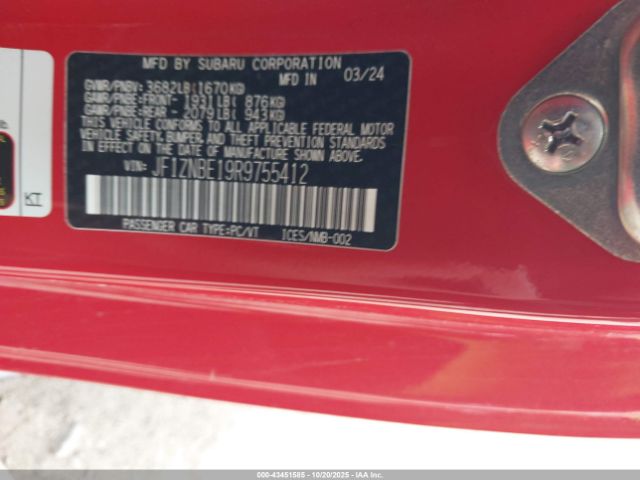 MFD BY SUBARU CORPORATION
MFD IN 03/24
GVWR/PNBV: 3682LB(1670KG)
GAWR/PNBE:FRONT- 1931LB( 876KG)
GAWR/PNBE:REAR - 2079LB( 943KG)
THIS VEHICLE CONFORMS TO ALL APPLICABLE FEDERAL MOTOR
VEHICLE SAFETY, BUMPER, AND THEFT PREVENTION STANDARDS
IN EFFECT ON THE DATE OF MANUFACTURE SHOWN ABOVE.
VIN: JF1ZNBE19R9755412
PASSENGER CAR TYPE:PC/VT ICES/NMB-002
KT
000-43451585 - 10/20/2025 - IAA, Inc.